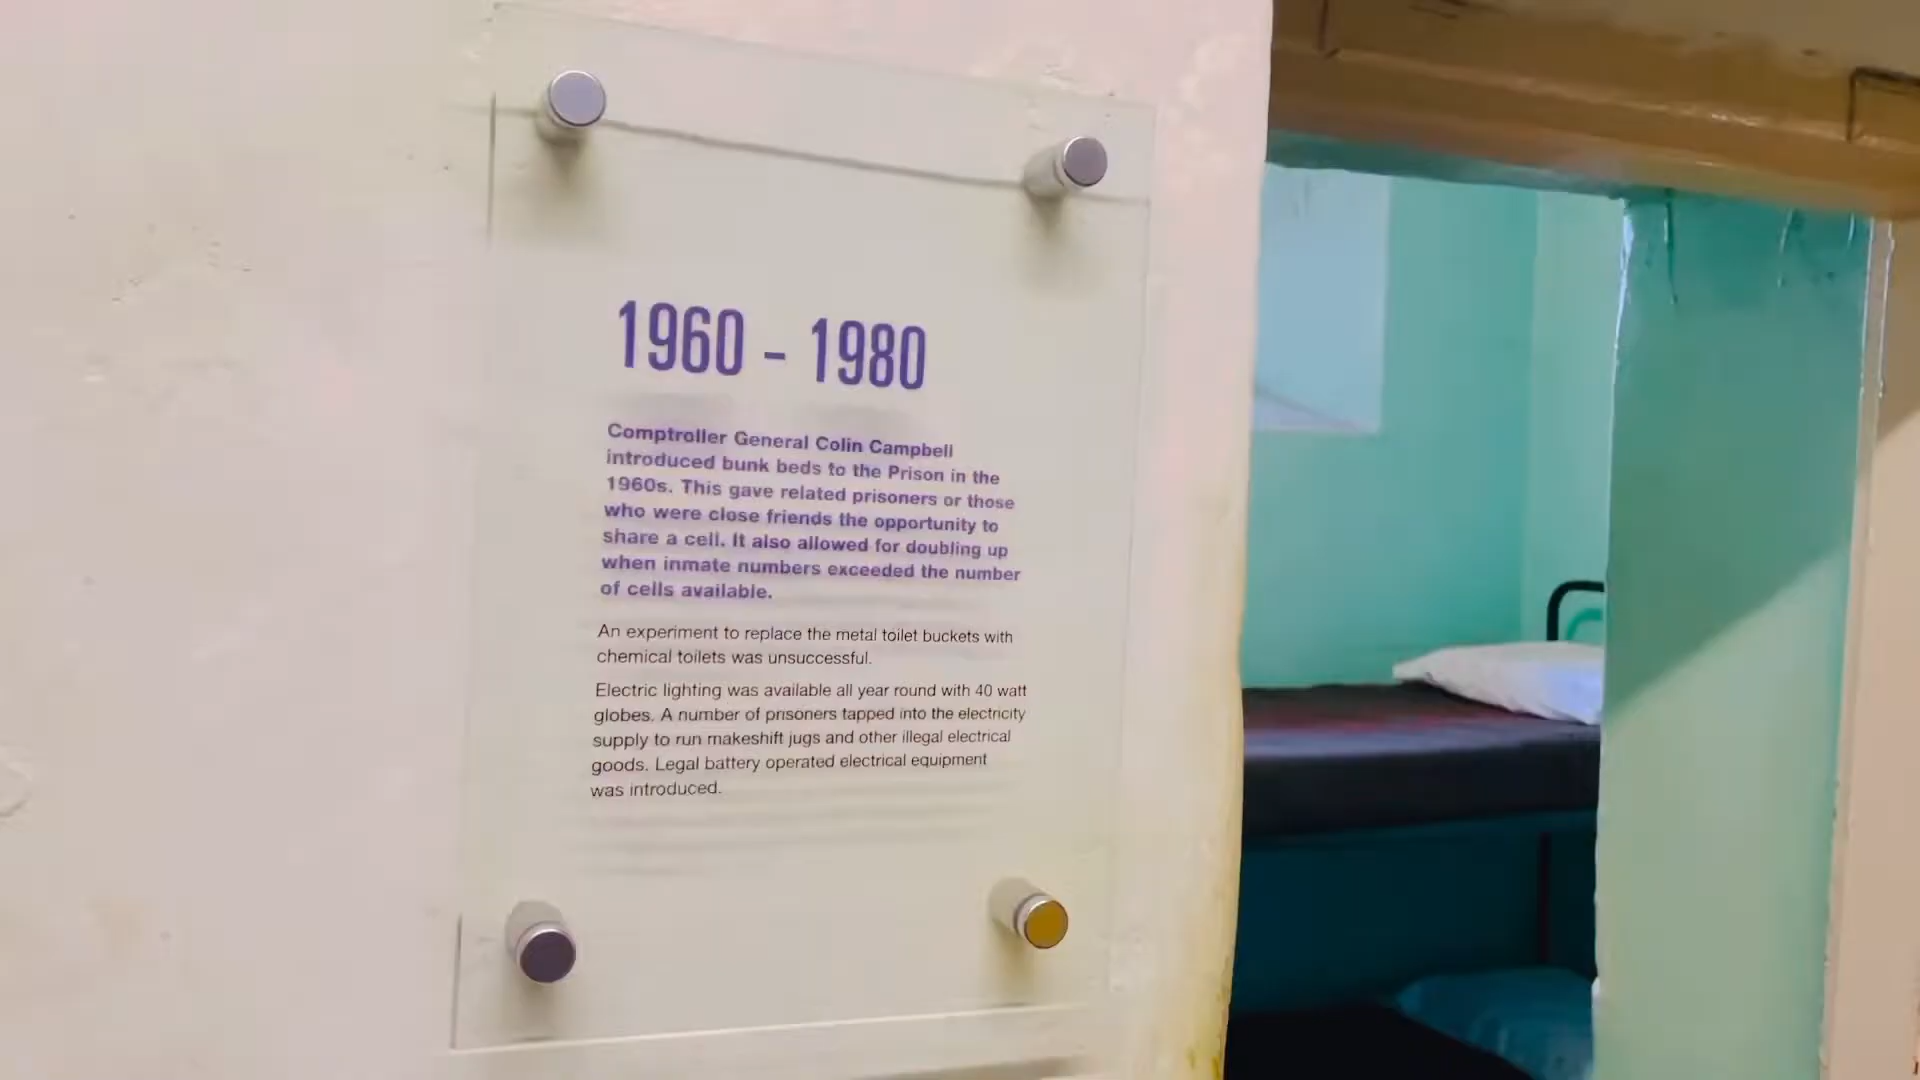 1960 - 1980
Comptroller General Colin Campbell
introduced bunk beds to the Prison in the
1960s. This gave related prisoners or those
who were close friends the opportunity to
share a cell. It also allowed for doubling up
when inmate numbers exceeded the number
of cells available.
An experiment to replace the metal toilet buckets with
chemical toilets was unsuccessful.
Electric lighting was available all year round with 40 watt
globes. A number of prisoners tapped into the electricity
supply to run makeshift jugs and other illegal electrical
goods. Legal battery operated electrical equipment
was introduced.